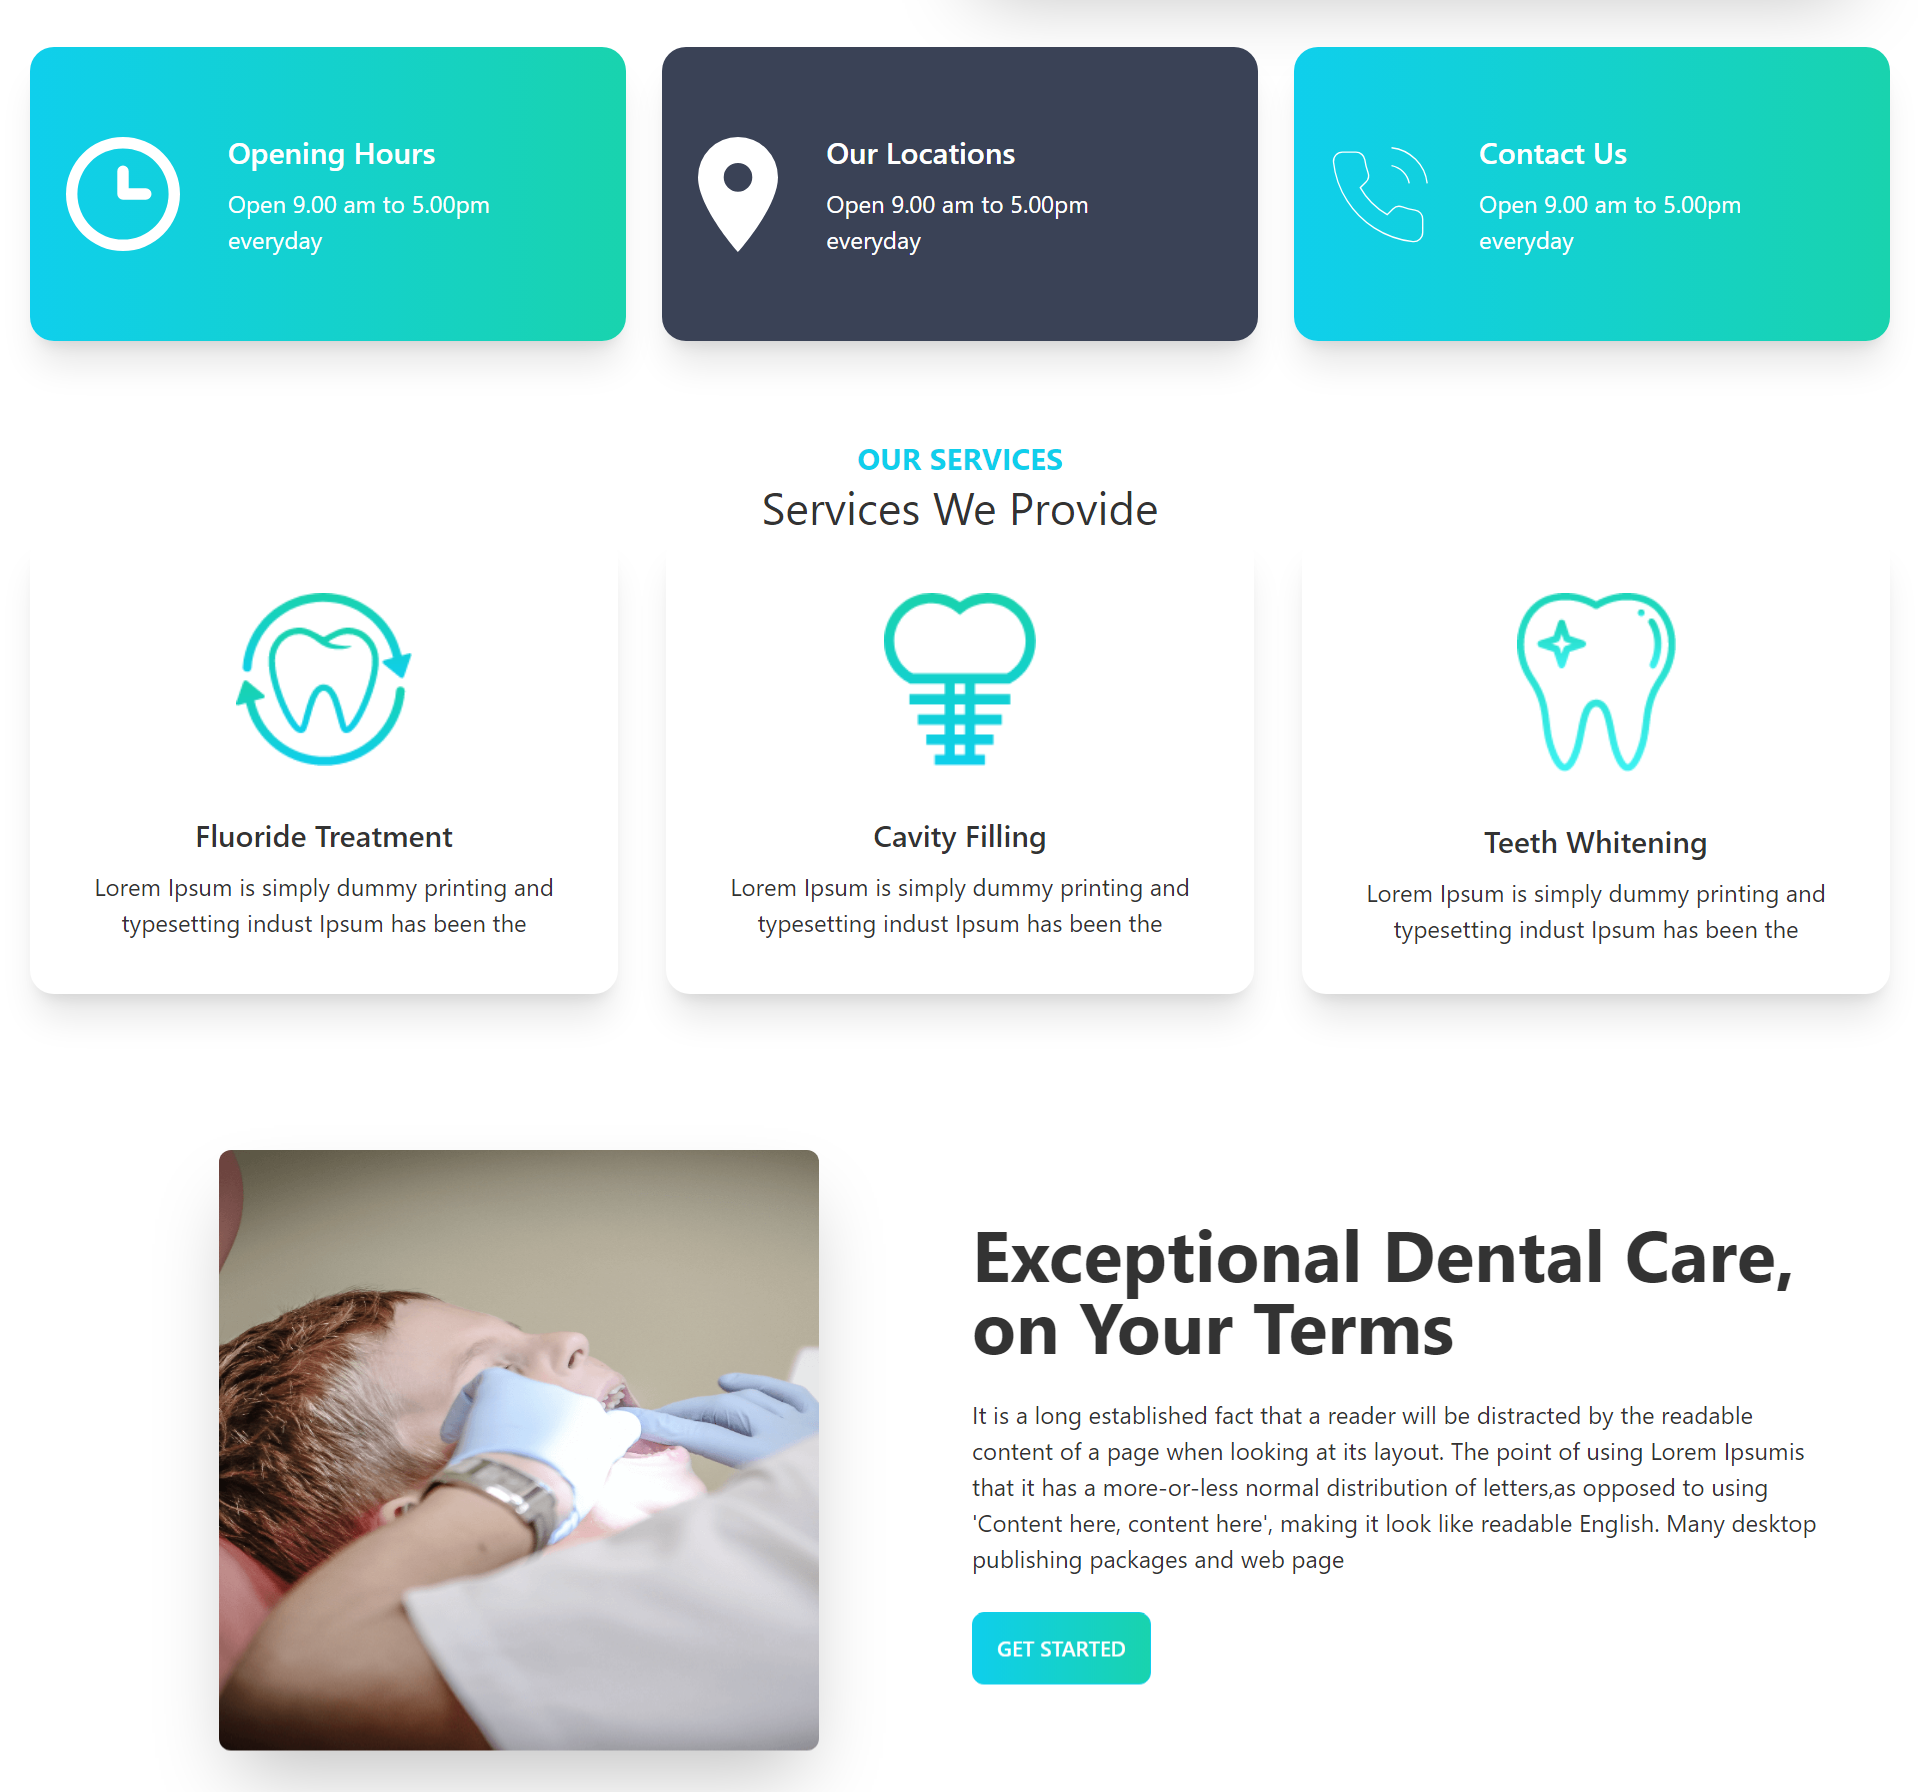 Opening Hours
Open 9.00 am to 5.00pm
everyday
Our Locations
Open 9.00 am to 5.00pm
everyday
Contact Us
Open 9.00 am to 5.00pm
everyday
OUR SERVICES
Services We Provide
Fluoride Treatment
Lorem Ipsum is simply dummy printing and
typesetting indust Ipsum has been the
Cavity Filling
Lorem Ipsum is simply dummy printing and
typesetting indust Ipsum has been the
Teeth Whitening
Lorem Ipsum is simply dummy printing and
typesetting indust Ipsum has been the
Exceptional Dental Care,
on Your Terms
It is a long established fact that a reader will be distracted by the readable
content of a page when looking at its layout. The point of using Lorem Ipsumis
that it has a more-or-less normal distribution of letters,as opposed to using
'Content here, content here', making it look like readable English. Many desktop
publishing packages and web page
GET STARTED